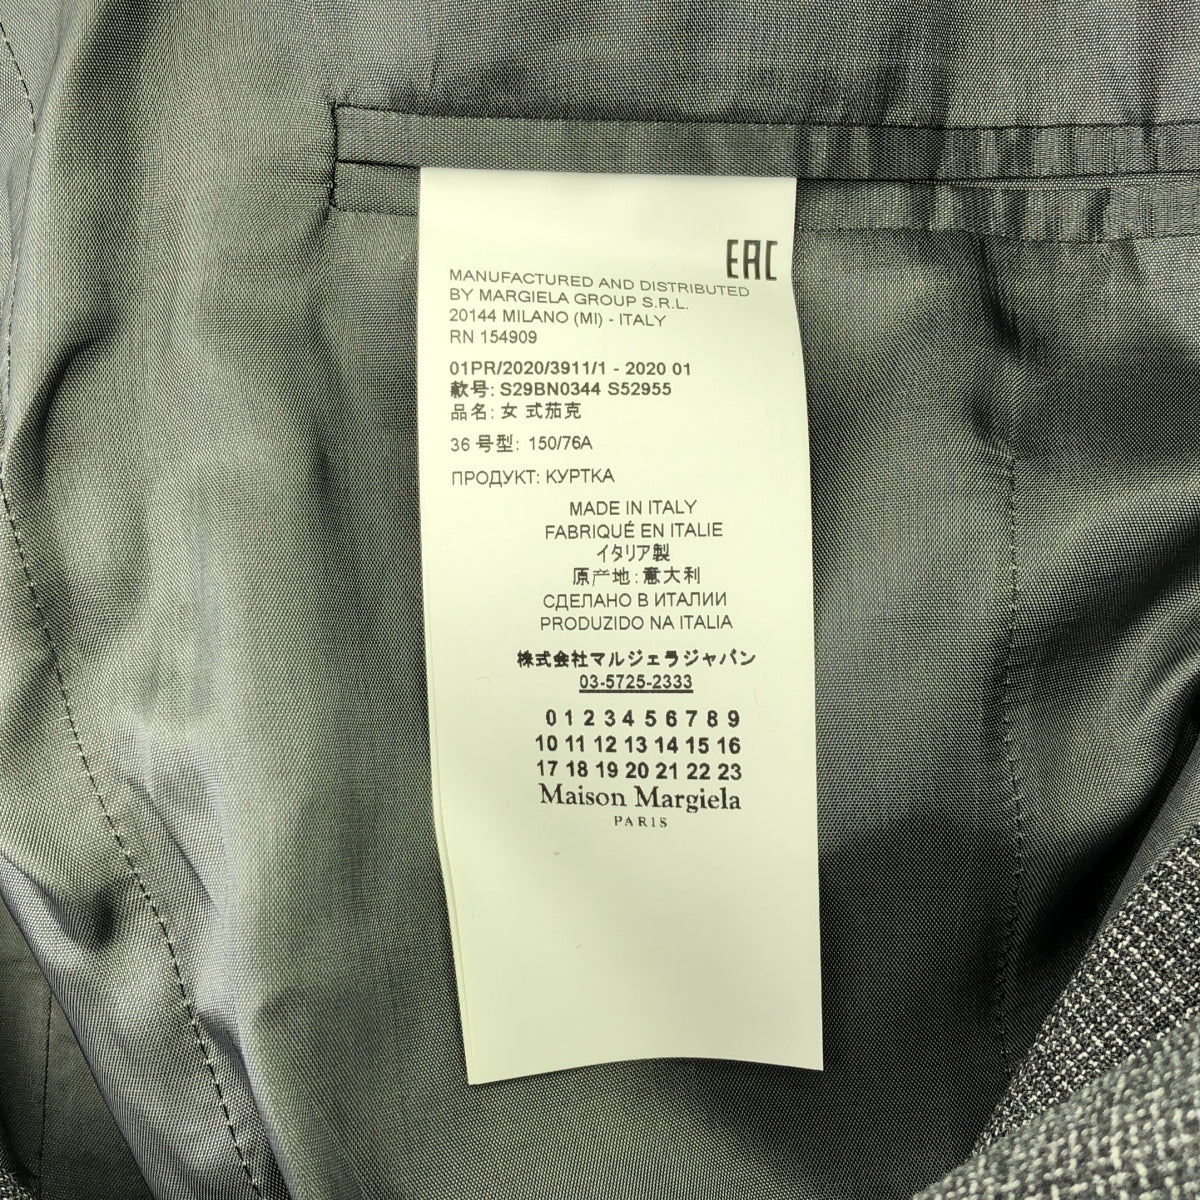 EAC
MANUFACTURED AND DISTRIBUTED
BY MARGIELA GROUP S.R.L.
20144 MILANO (MI) - ITALY
RN 154909
01PR/2020/3911/1 - 2020 01
款号: S29BN0344 S52955
品名: 女 式茄克
36 号型: 150/76A
ПРОДУКТ: КУРТКА
MADE IN ITALY
FABRIQUÉ EN ITALIE
イタリア製
原产地: 意大利
СДЕЛАНО В ИТАЛИИ
PRODUZIDO NA ITALIA
株式会社マルジェラジャパン
03-5725-2333
0 1 2 3 4 5 6 7 8 9
10 11 12 13 14 15 16
17 18 19 20 21 22 23
Maison Margiela
PARIS